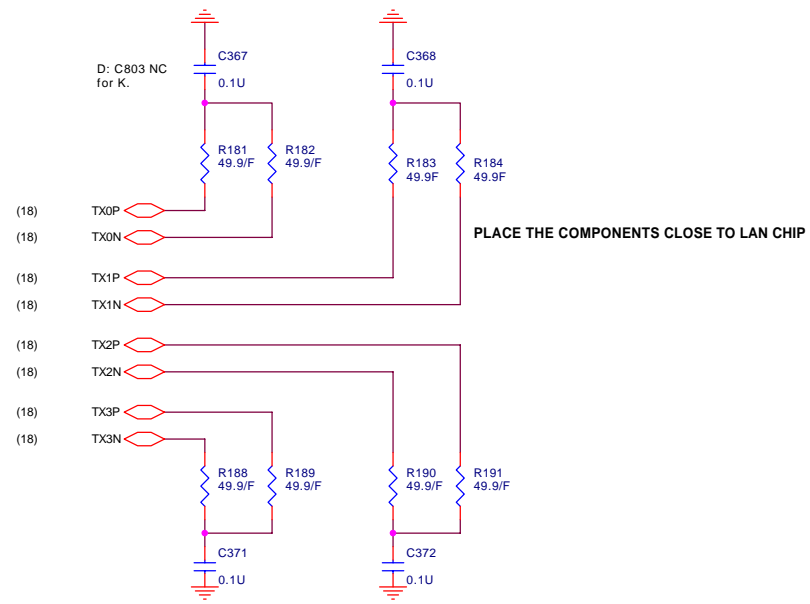 C367
0.1U
C368
0.1U
D: C803 NC
for K.
R181
49.9/F
R182
49.9/F
R183
49.9F
R184
49.9F
(18) TX0P
(18) TX0N
PLACE THE COMPONENTS CLOSE TO LAN CHIP
(18) TX1P
(18) TX1N
(18) TX2P
(18) TX2N
(18) TX3P
(18) TX3N
R188
49.9/F
R189
49.9/F
R190
49.9/F
R191
49.9/F
C371
0.1U
C372
0.1U